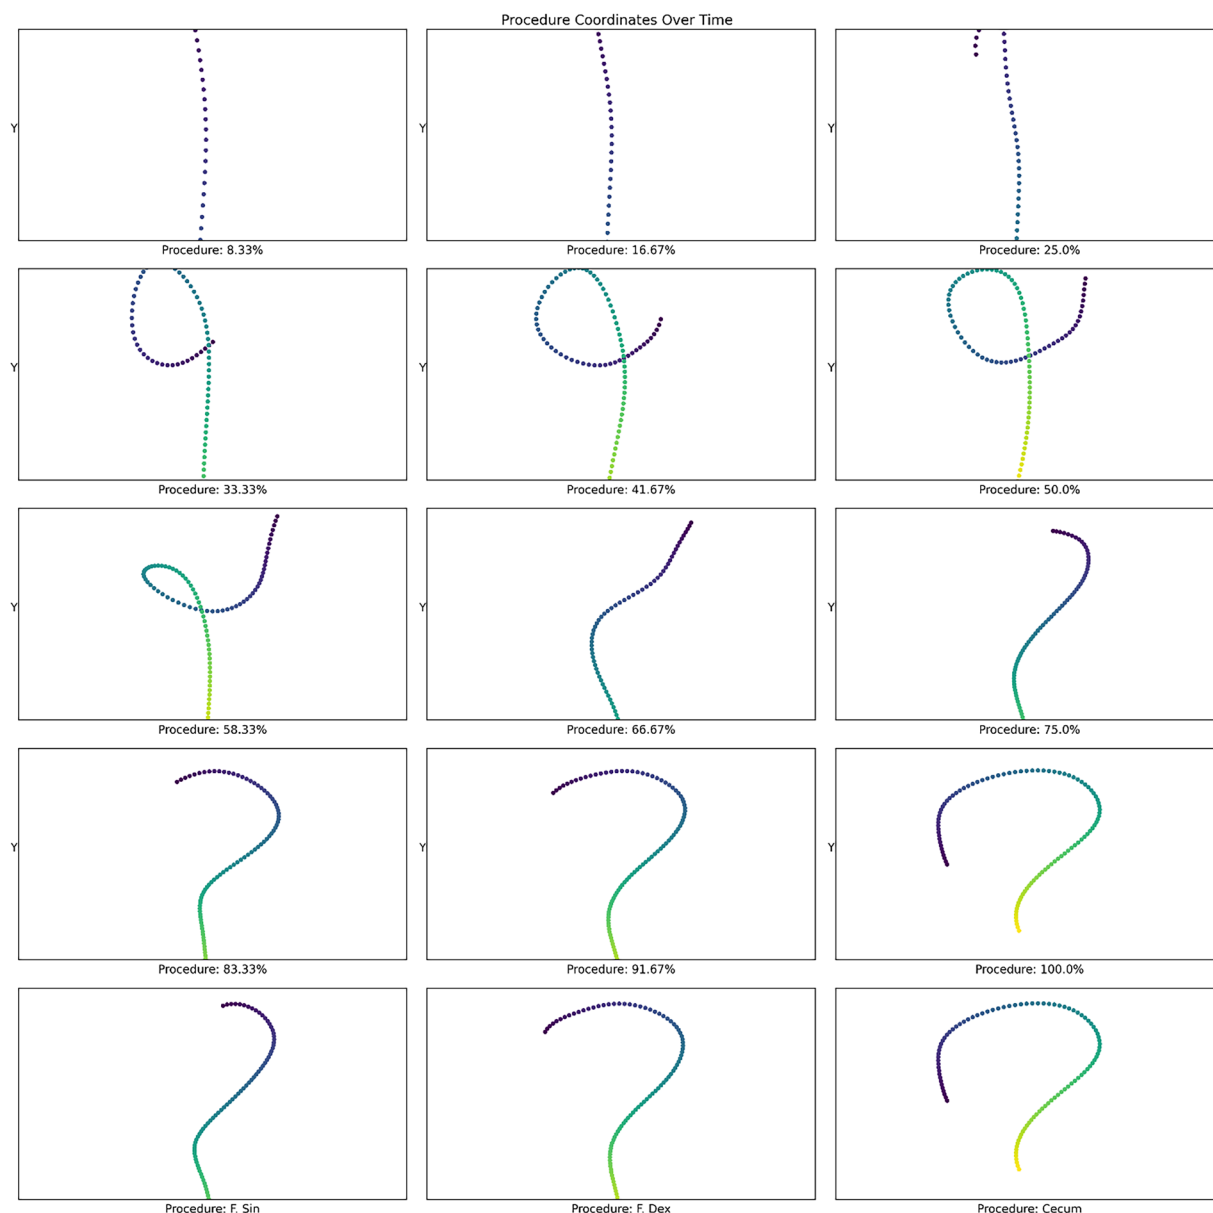 Procedure Coordinates Over Time
Y Y Y
Procedure: 8.33% Procedure: 16.67% Procedure: 25.0%
Y Y Y
Procedure: 33.33% Procedure: 41.67% Procedure: 50.0%
Y
Procedure: 58.33% Procedure: 66.67% Procedure: 75.0%
Y Y Y
Procedure: 83.33% Procedure: 91.67% Procedure: 100.0%
Procedure: F. Sin Procedure: F. Dex Procedure: Cecum